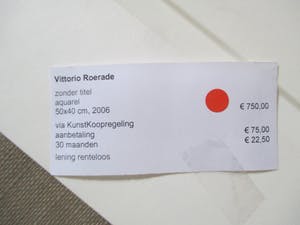 Vittorio Roerade
zonder titel
aquarel
50x40 cm, 2006 € 750,00
via KunstKoopregeling
aanbetaling € 75,00
30 maanden € 22,50
lening renteloos